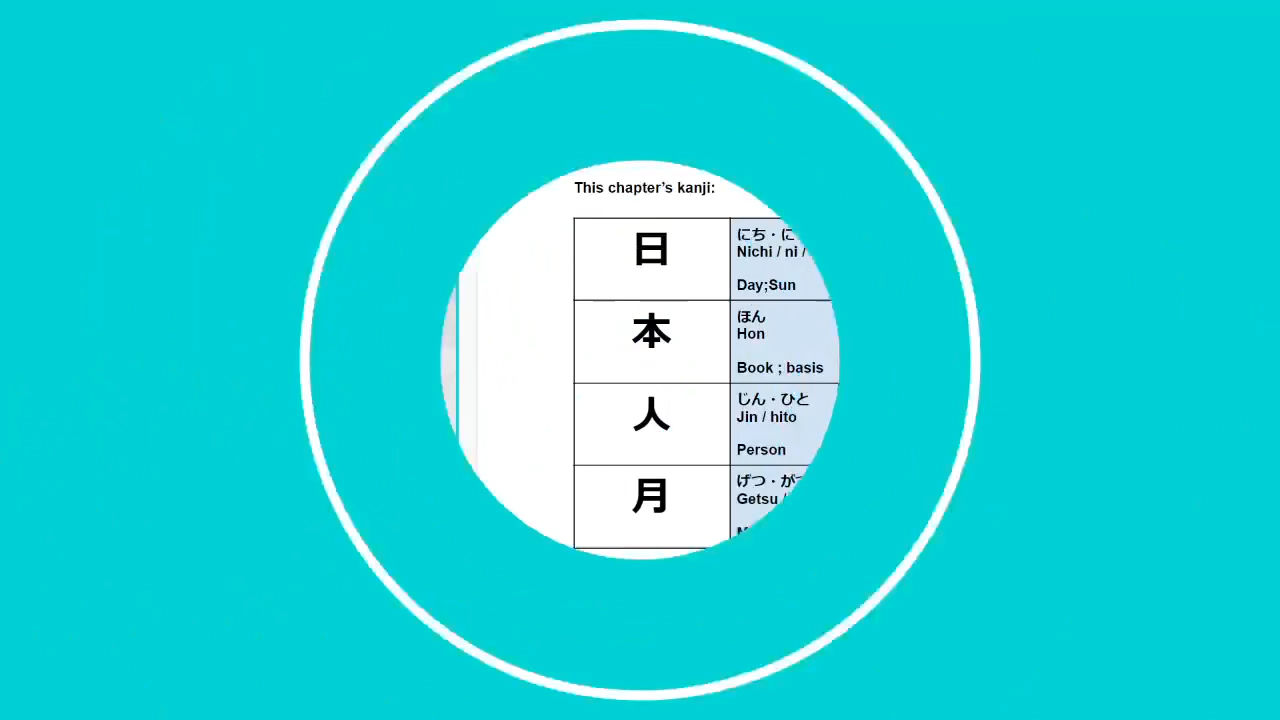 This chapter's kanji:
日
にち・に
Nichi / ni /
Day;Sun
本
ほん
Hon
Book ; basis
人
じん・ひと
Jin / hito
Person
月
げつ・が
Getsu /